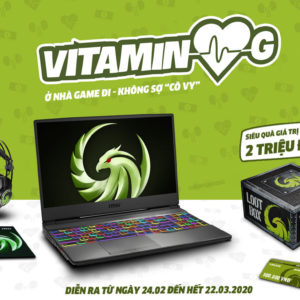 VITAMIN G
Ở NHÀ GAME ĐI - KHÔNG SỢ "CÔ VY"
SIÊU QUÀ GIÁ TRỊ
2 TRIỆU Đ
LOOT
BOX
DIỄN RA TỪ NGÀY 24.02 ĐẾN HẾT 22.03.2020